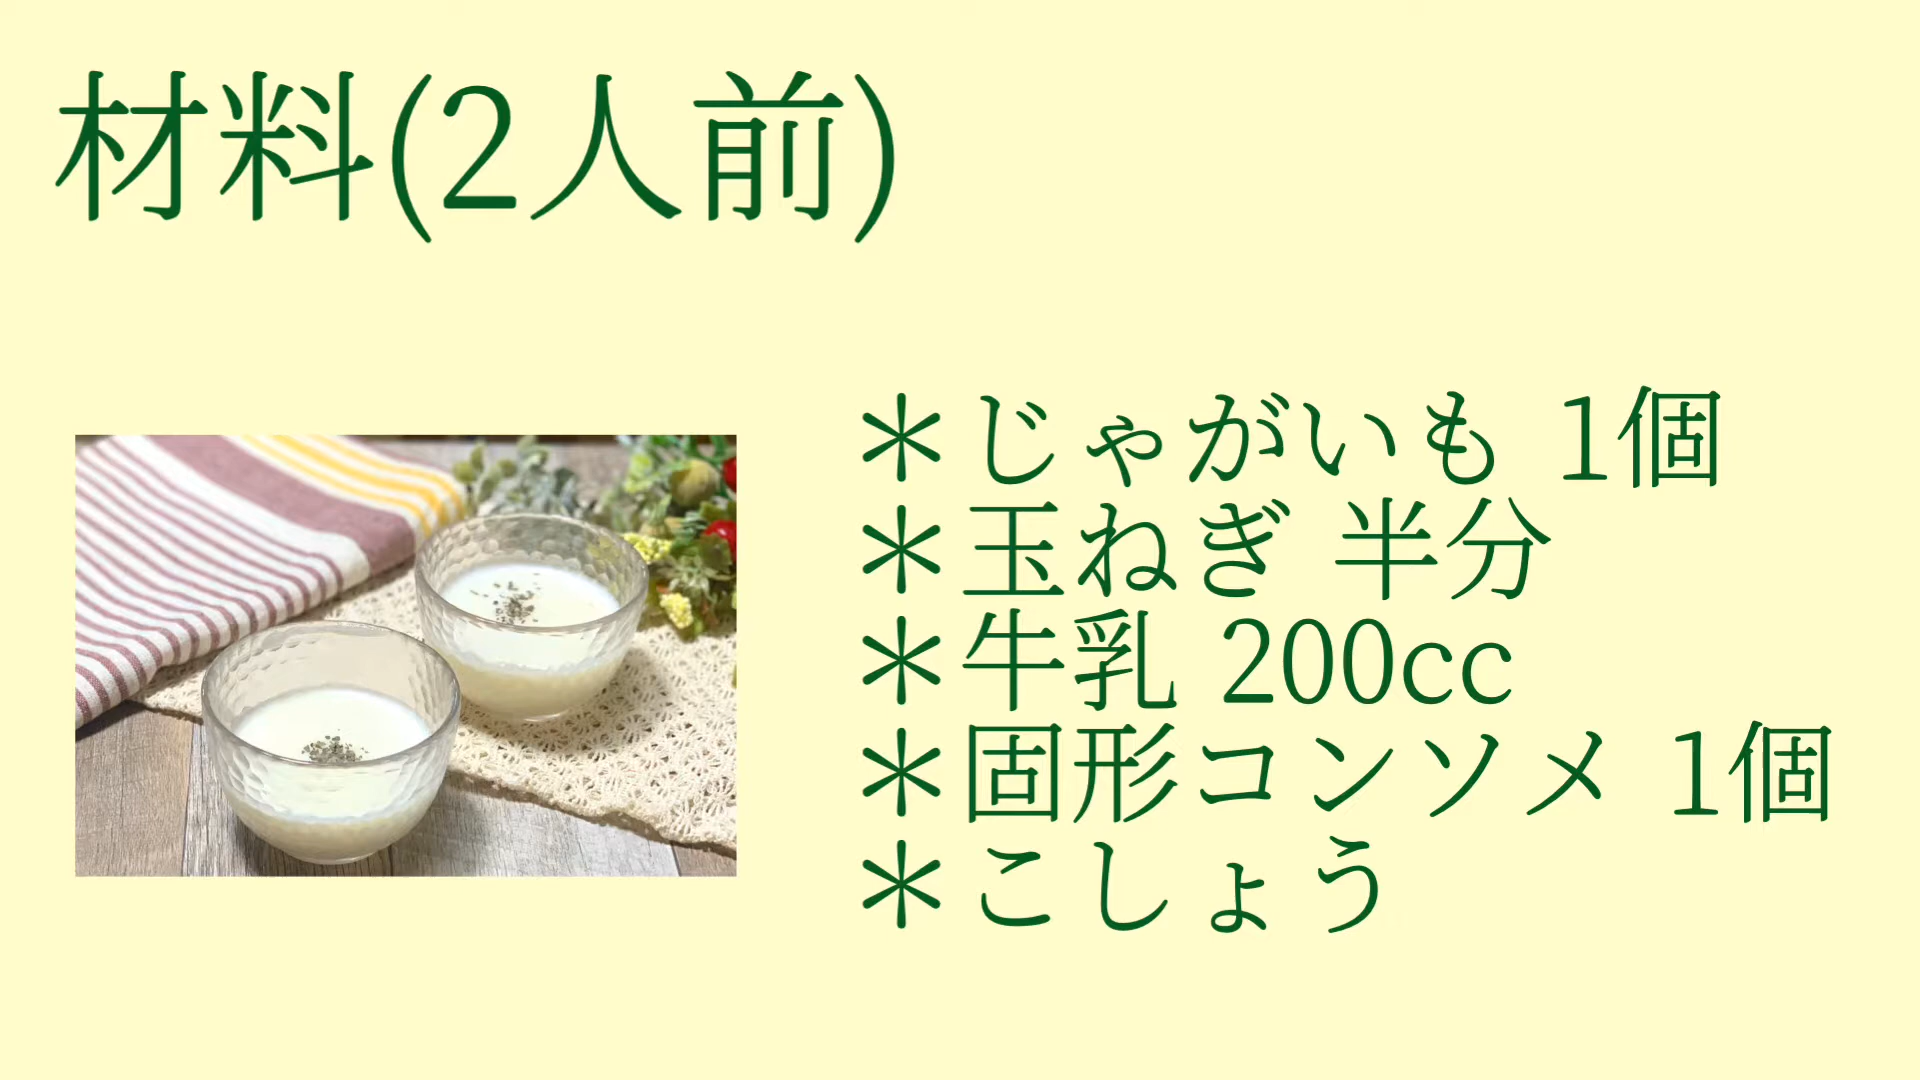 材料(2人前)
＊じゃがいも 1個
＊玉ねぎ 半分
＊牛乳 200cc
＊固形コンソメ 1個
＊こしょう